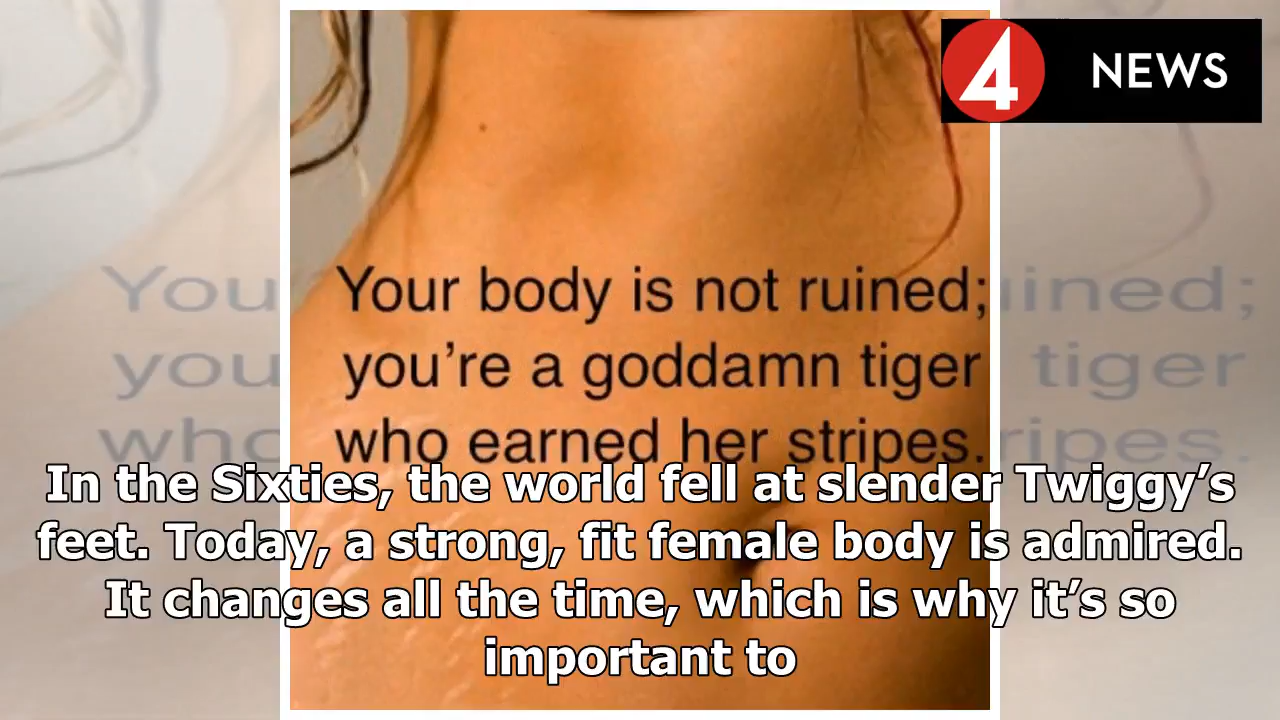 4 NEWS
Your body is not ruined;
you’re a goddamn tiger
who earned her stripes.
In the Sixties, the world fell at slender Twiggy’s
feet. Today, a strong, fit female body is admired.
It changes all the time, which is why it’s so
important to